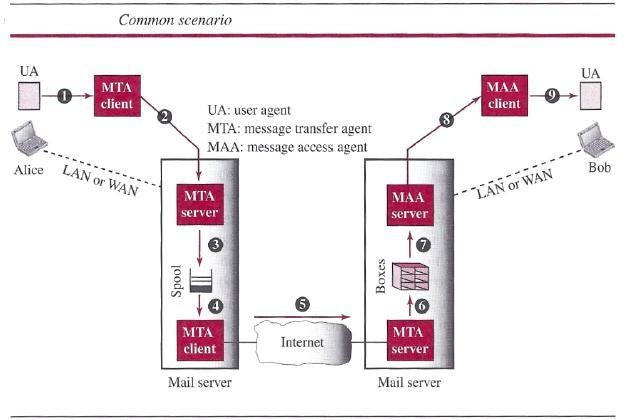 Common scenario
UA
1
MTA
client
2
UA: user agent
MTA: message transfer agent
MAA: message access agent
8
MAA
client
9
UA
Alice
LAN or WAN
Bob
LAN or WAN
MTA
server
3
Spool
4
MTA
client
Mail server
5
Internet
MAA
server
7
Boxes
6
MTA
server
Mail server